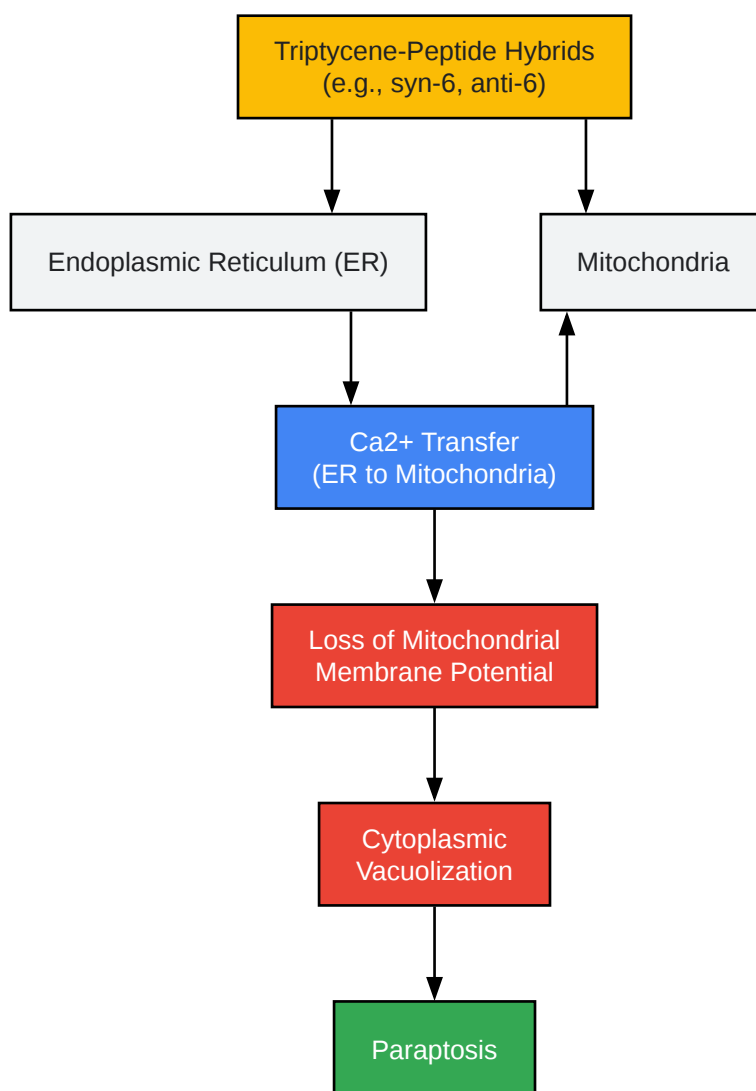 Triptycene-Peptide Hybrids
(e.g., syn-6, anti-6)
Endoplasmic Reticulum (ER)
Mitochondria
Ca2+ Transfer
(ER to Mitochondria)
Loss of Mitochondrial
Membrane Potential
Cytoplasmic
Vacuolization
Paraptosis